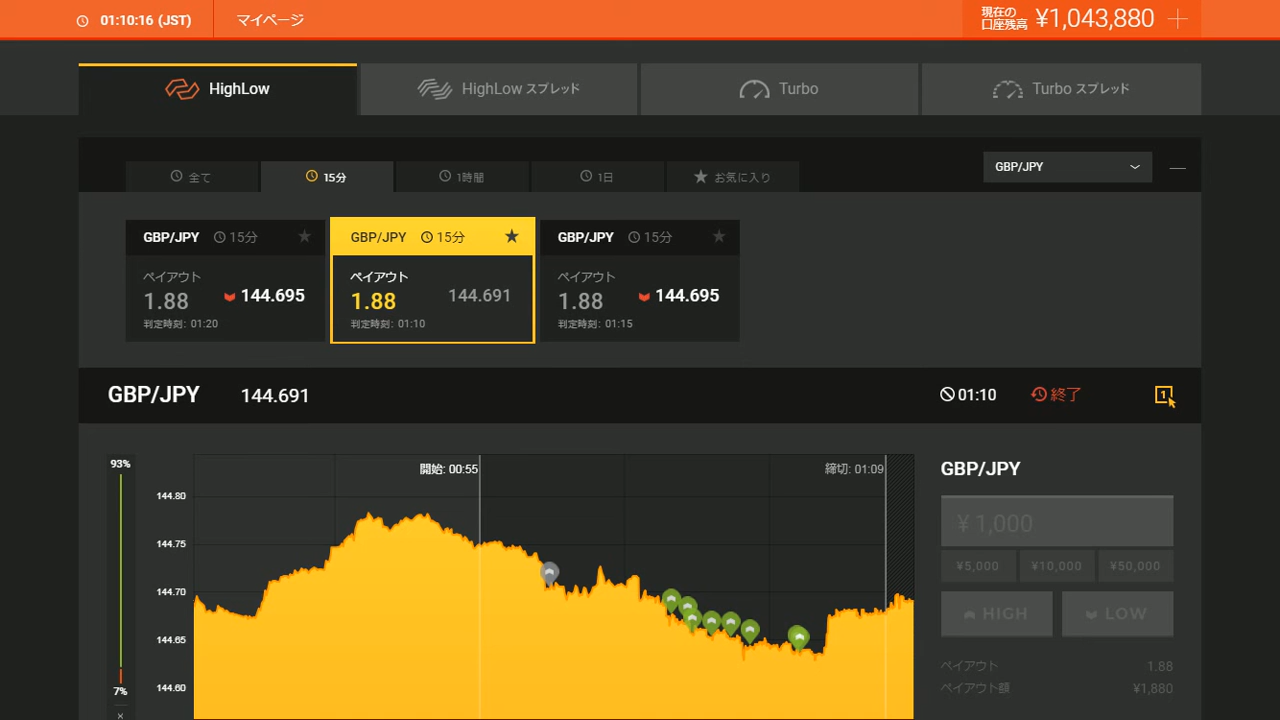 01:10:16 (JST) マイページ 現在の口座残高 ¥1,043,880
HighLow HighLow スプレッド Turbo Turbo スプレッド
全て 15分 1時間 1日 お気に入り GBP/JPY
GBP/JPY 15分
ペイアウト
1.88 144.695
判定時刻: 01:20
GBP/JPY 15分
ペイアウト
1.88 144.691
判定時刻: 01:10
GBP/JPY 15分
ペイアウト
1.88 144.695
判定時刻: 01:15
GBP/JPY 144.691 01:10 終了 1
93%
7%
x
開始: 00:55 締切: 01:09
144.80
144.75
144.70
144.65
144.60
GBP/JPY
¥ 1,000
¥5,000 ¥10,000 ¥50,000
HIGH LOW
ペイアウト 1.88
ペイアウト額 ¥1,880